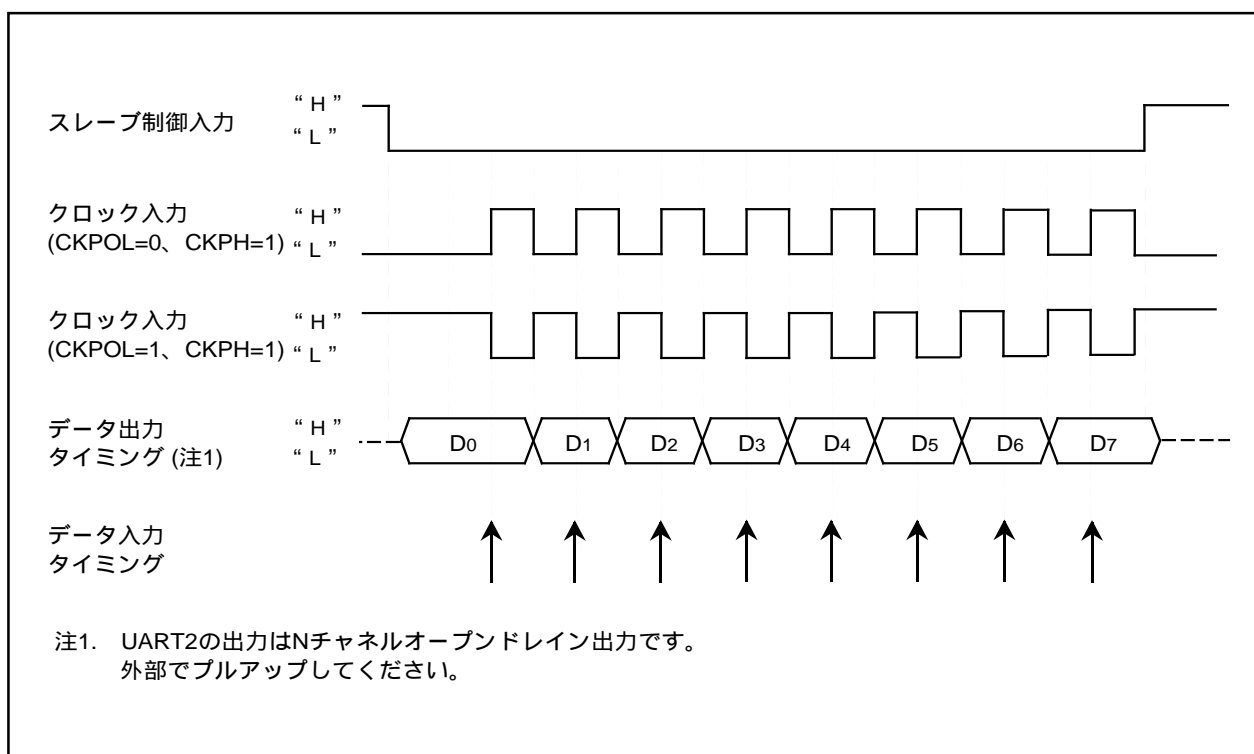 スレーブ制御入力 “ H ”
“ L ”
クロック入力 “ H ”
(CKPOL=0、CKPH=1) “ L ”
クロック入力 “ H ”
(CKPOL=1、CKPH=1) “ L ”
データ出力 “ H ”
タイミング (注1) “ L ”
D0 D1 D2 D3 D4 D5 D6 D7
データ入力
タイミング
注1. UART2の出力はNチャネルオープンドレイン出力です。
外部でプルアップしてください。